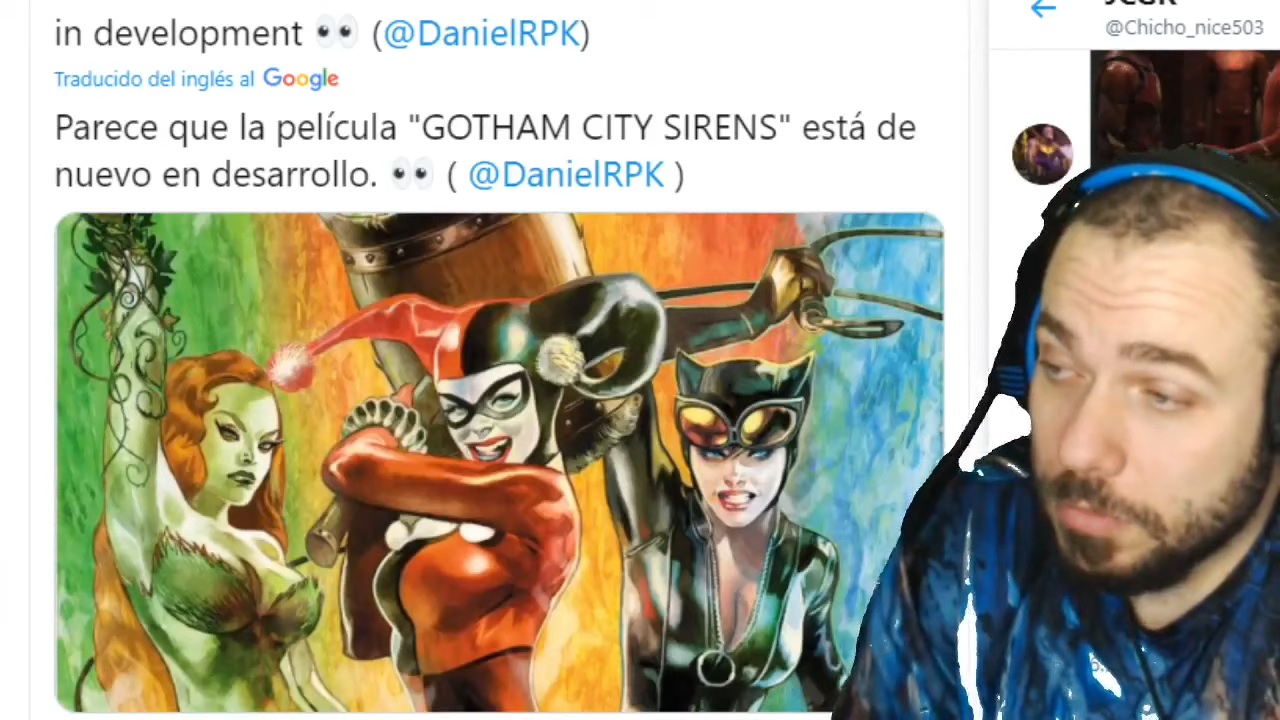 in development 👀 (@DanielRPK)
Traducido del inglés al Google
Parece que la película "GOTHAM CITY SIRENS" está de
nuevo en desarrollo. 👀 ( @DanielRPK )
@Chicho_nice503